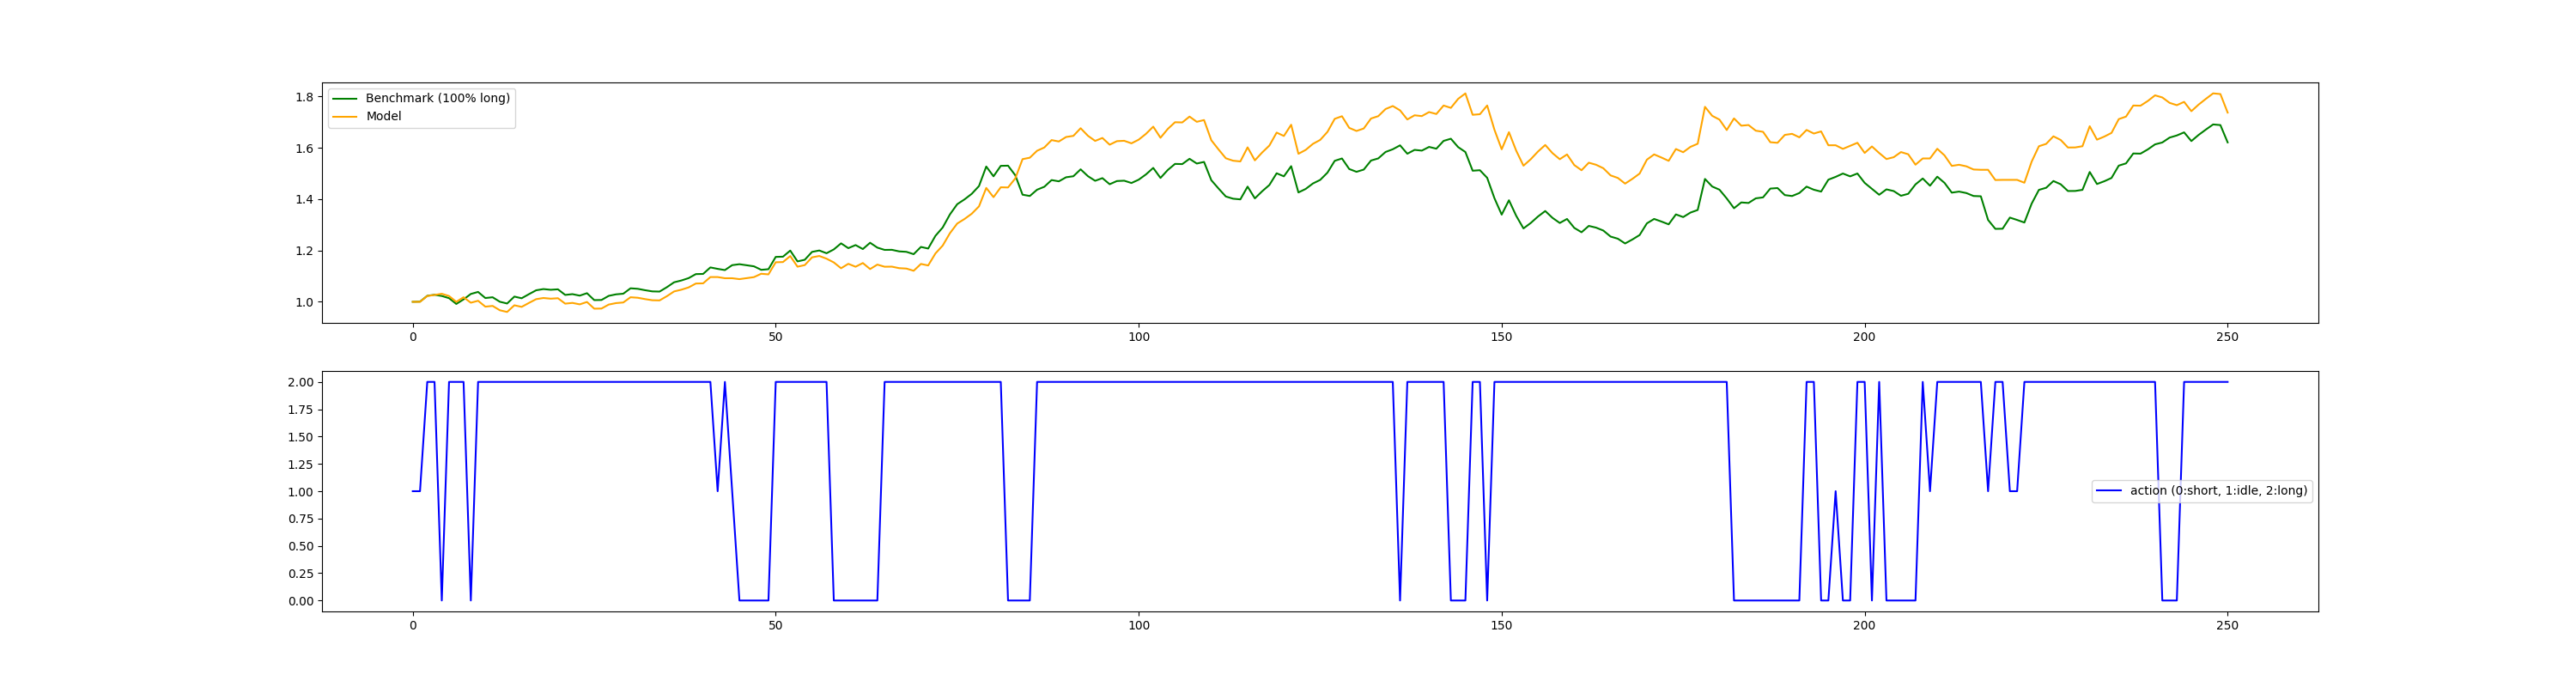 1.8
1.6
1.4
1.2
1.0
Benchmark (100% long)
Model
0 50 100 150 200 250
2.00
1.75
1.50
1.25
1.00
0.75
0.50
0.25
0.00
action (0:short, 1:idle, 2:long)
0 50 100 150 200 250